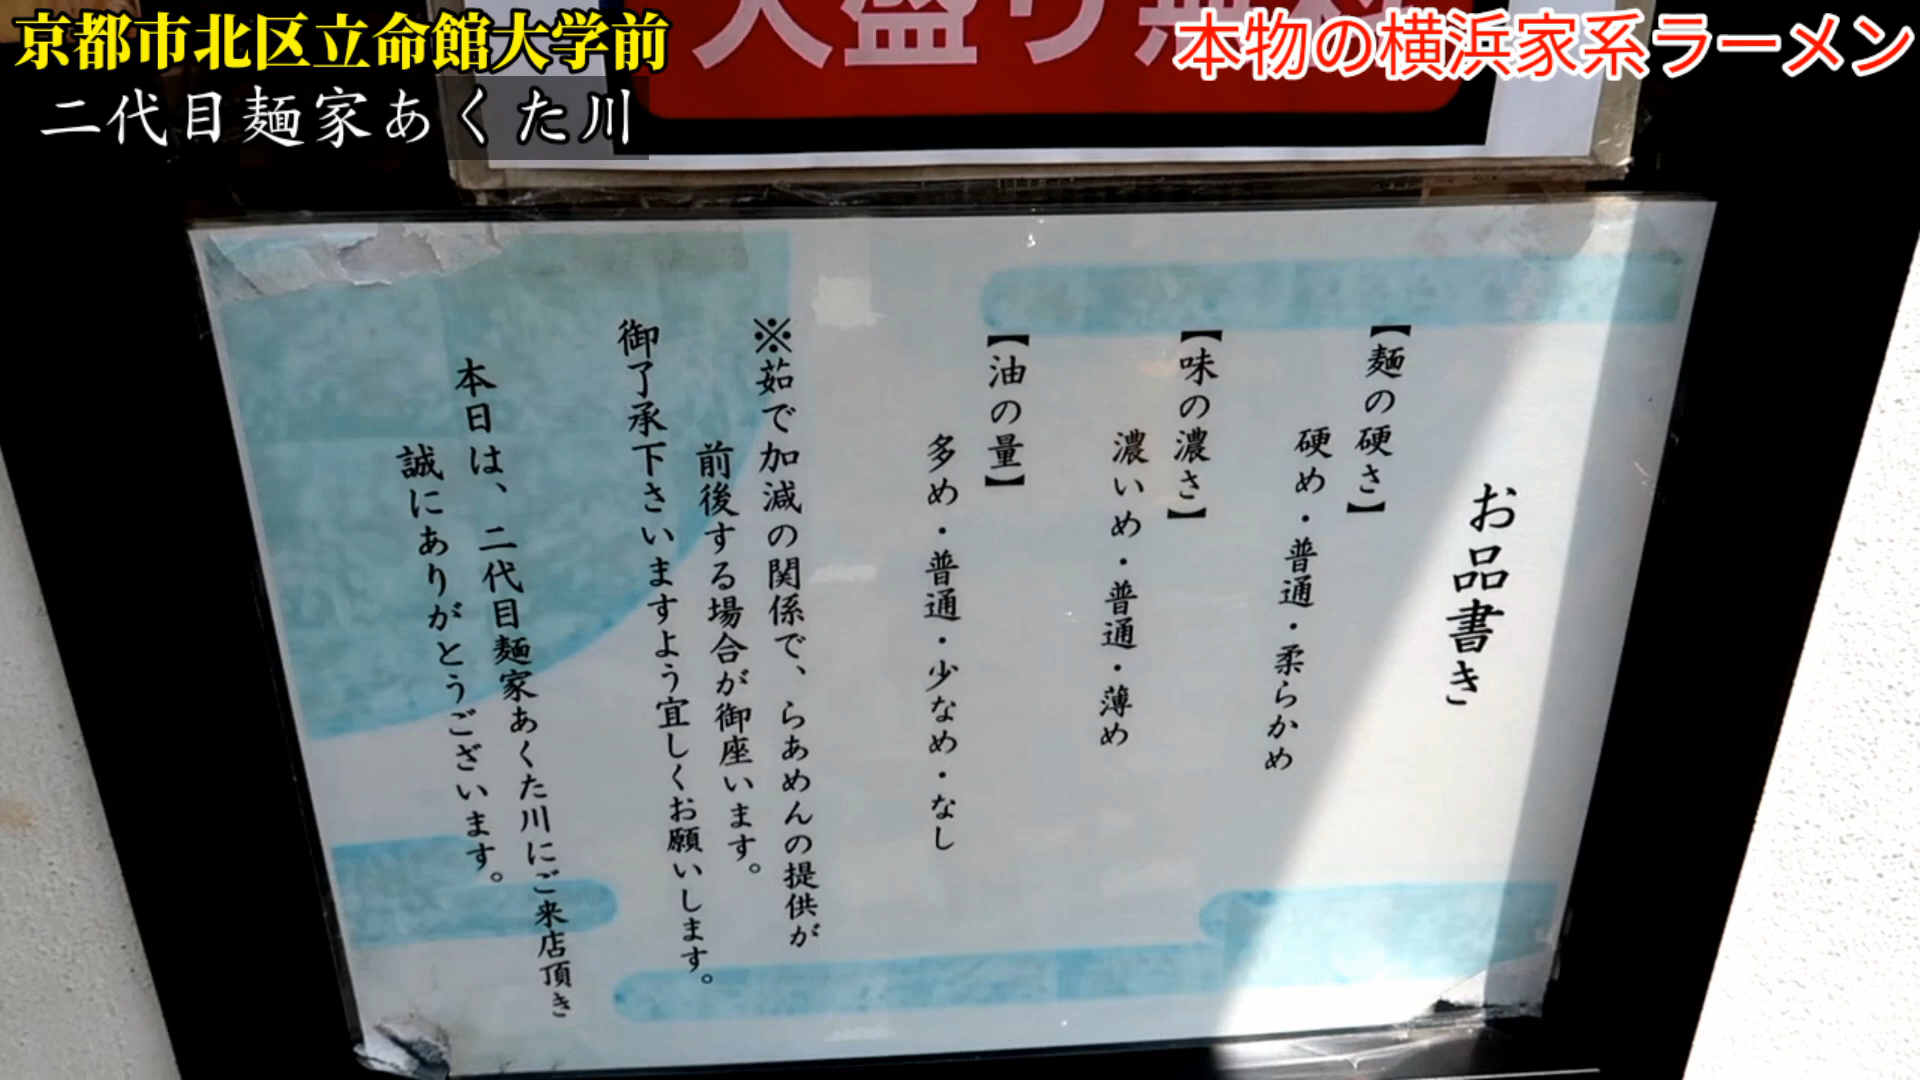 京都市北区立命館大学前
二代目麺家あくた川
本物の横浜家系ラーメン
大盛り無料
お品書き
【麺の硬さ】
硬め・普通・柔らかめ
【味の濃さ】
濃いめ・普通・薄め
【油の量】
多め・普通・少なめ・なし
※茹で加減の関係で、らあめんの提供が
前後する場合が御座います。
御了承下さいますよう宜しくお願いします。
本日は、二代目麺家あくた川にご来店頂き
誠にありがとうございます。